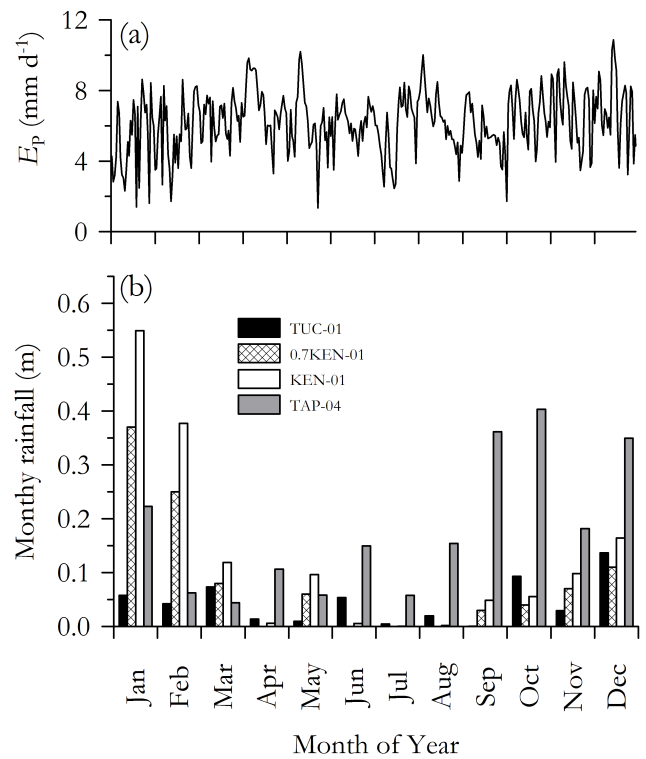 (a)
12
8
4
0
E_P (mm d^-1)
(b)
0.6
0.5
0.4
0.3
0.2
0.1
0.0
Monthy rainfall (m)
TUC-01
0.7KEN-01
KEN-01
TAP-04
Jan
Feb
Mar
Apr
May
Jun
Jul
Aug
Sep
Oct
Nov
Dec
Month of Year